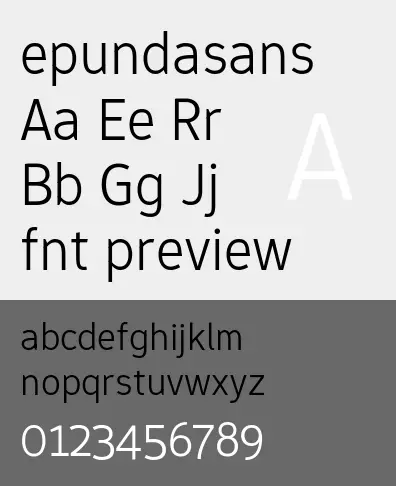 epundasans
Aa Ee Rr
A
Bb Gg Jj
fnt preview
abcdefghijklm
nopqrstuvwxyz
0123456789